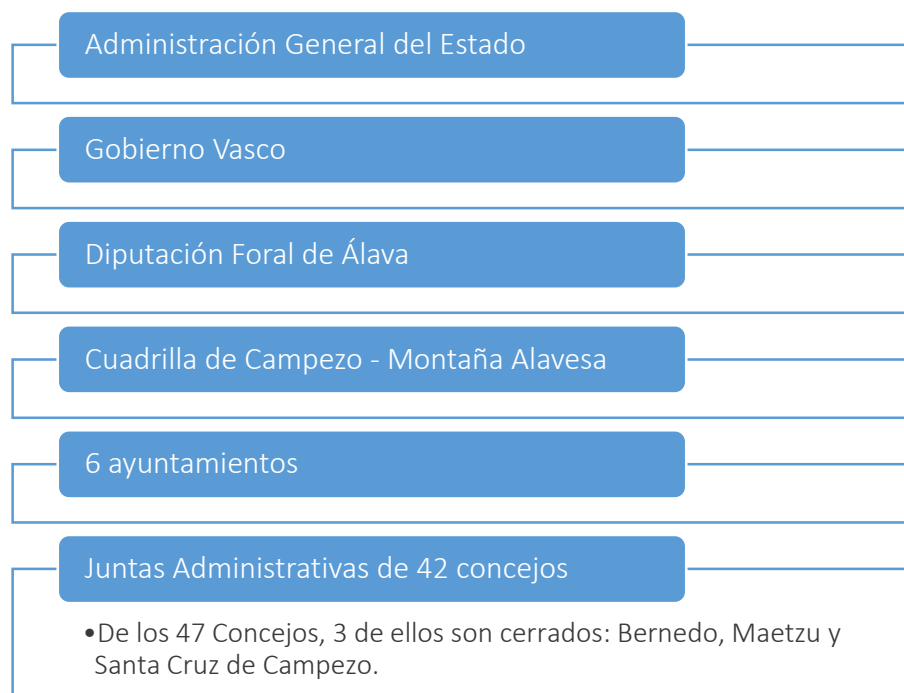 Administración General del Estado
Gobierno Vasco
Diputación Foral de Álava
Cuadrilla de Campezo - Montaña Alavesa
6 ayuntamientos
Juntas Administrativas de 42 concejos
•De los 47 Concejos, 3 de ellos son cerrados: Bernedo, Maetzu y
Santa Cruz de Campezo.